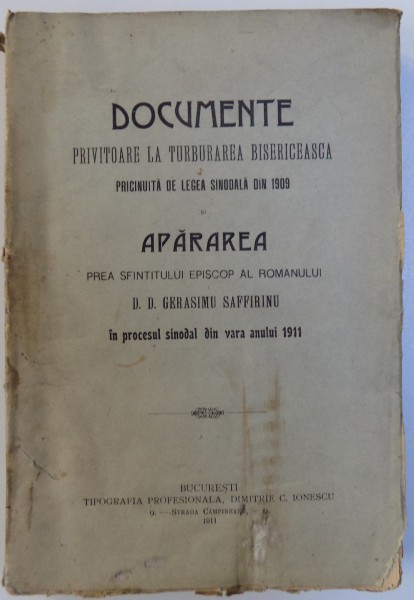 DOCUMENTE
PRIVITOARE LA TURBURAREA BISERICEASCA
PRICINUITĂ DE LEGEA SINODALĂ DIN 1909
ȘI
APĂRAREA
PREA SFINTITULUI EPISCOP AL ROMANULUI
D. D. GERASIMU SAFFIRINU
în procesul sinodal din vara anului 1911
BUCUREȘTI
TIPOGRAFIA PROFESIONALA, DIMITRIE C. IONESCU
9. — STRADA CÂMPINEANU, — 9.
1911